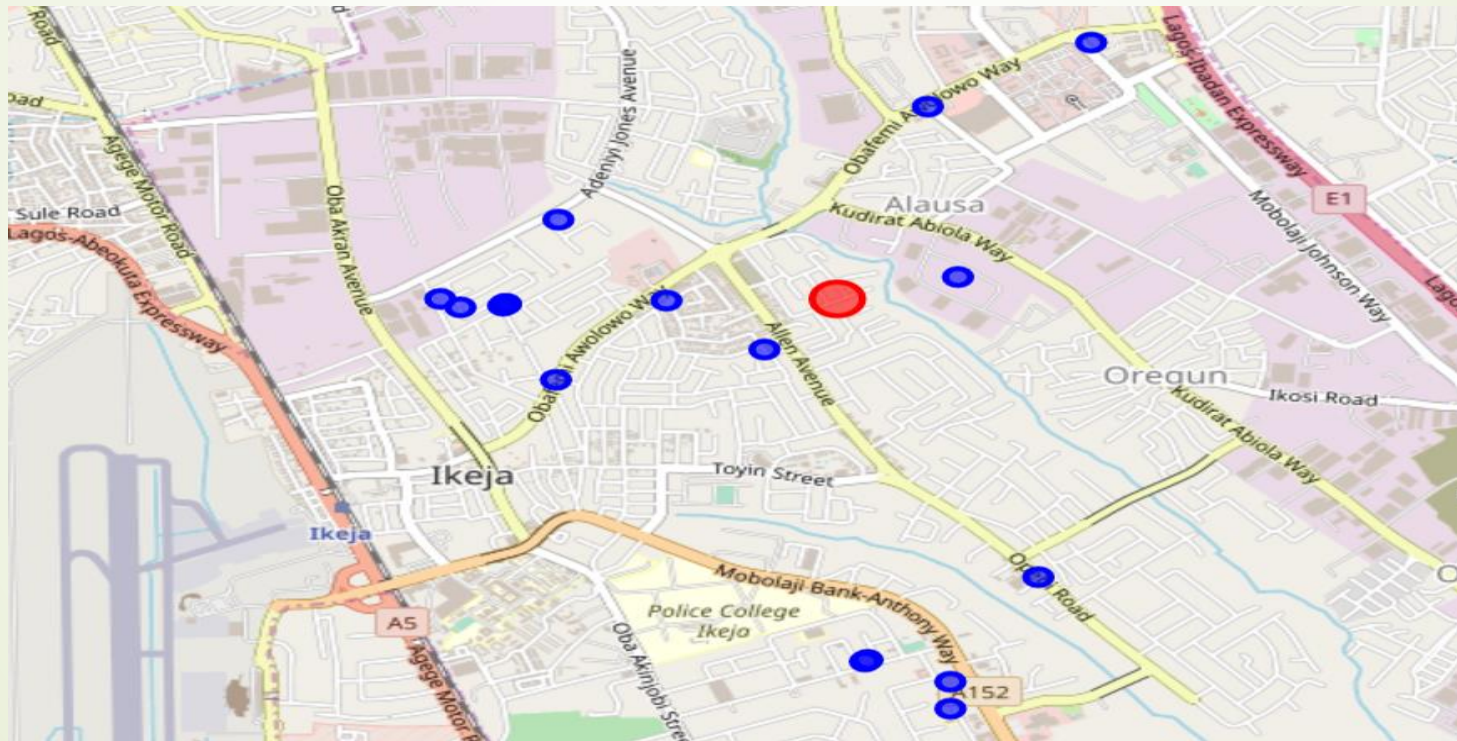 Road
oad
Agege Motor Road
Sule Road
Lagos-Abeokuta Expressway
Oba Akran Avenue
Adeniyi Jones Avenue
Obafemi Awolowo Way
Lagos-Ibadan Expressway
E1
Alausa
Kudirat Abiola Way
Mobolaji Johnson Way
Lago
Allen Avenue
Oregun
Ikosi Road
Kudirat Abiola Way
Ikeja
Toyin Street
Ikeja
Mobolaji Bank-Anthony Way
Road
O
Police College
Ikeja
A5
Oba Akinjobi Street
A152
Agege Motor R